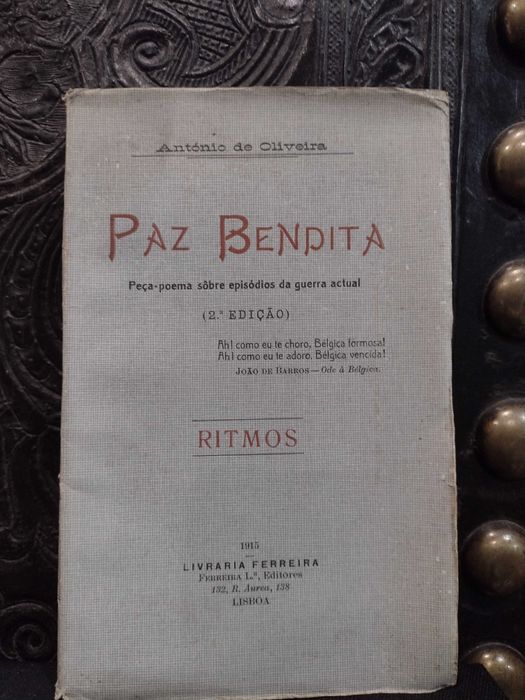 António de Oliveira
PAZ BENDITA
Peça-poema sôbre episódios da guerra actual
(2.ª EDIÇÃO)
Ah! como eu te choro, Bélgica formosa!
Ah! como eu te adoro, Bélgica vencida!
JOÃO DE BARROS—Ode á Bélgica.
RITMOS
1915
LIVRARIA FERREIRA
FERREIRA L.ª, Editores
132, R. Aurea, 138
LISBOA